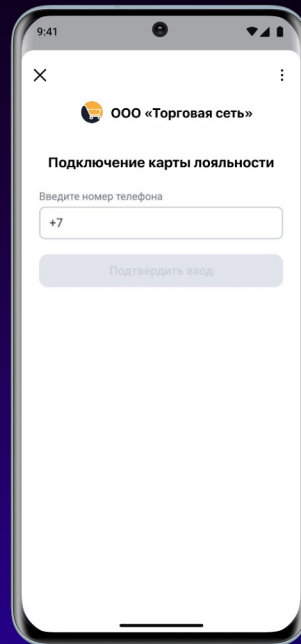 9:41
ООО «Торговая сеть»
Подключение карты лояльности
Введите номер телефона
+7
Подтвердить вход